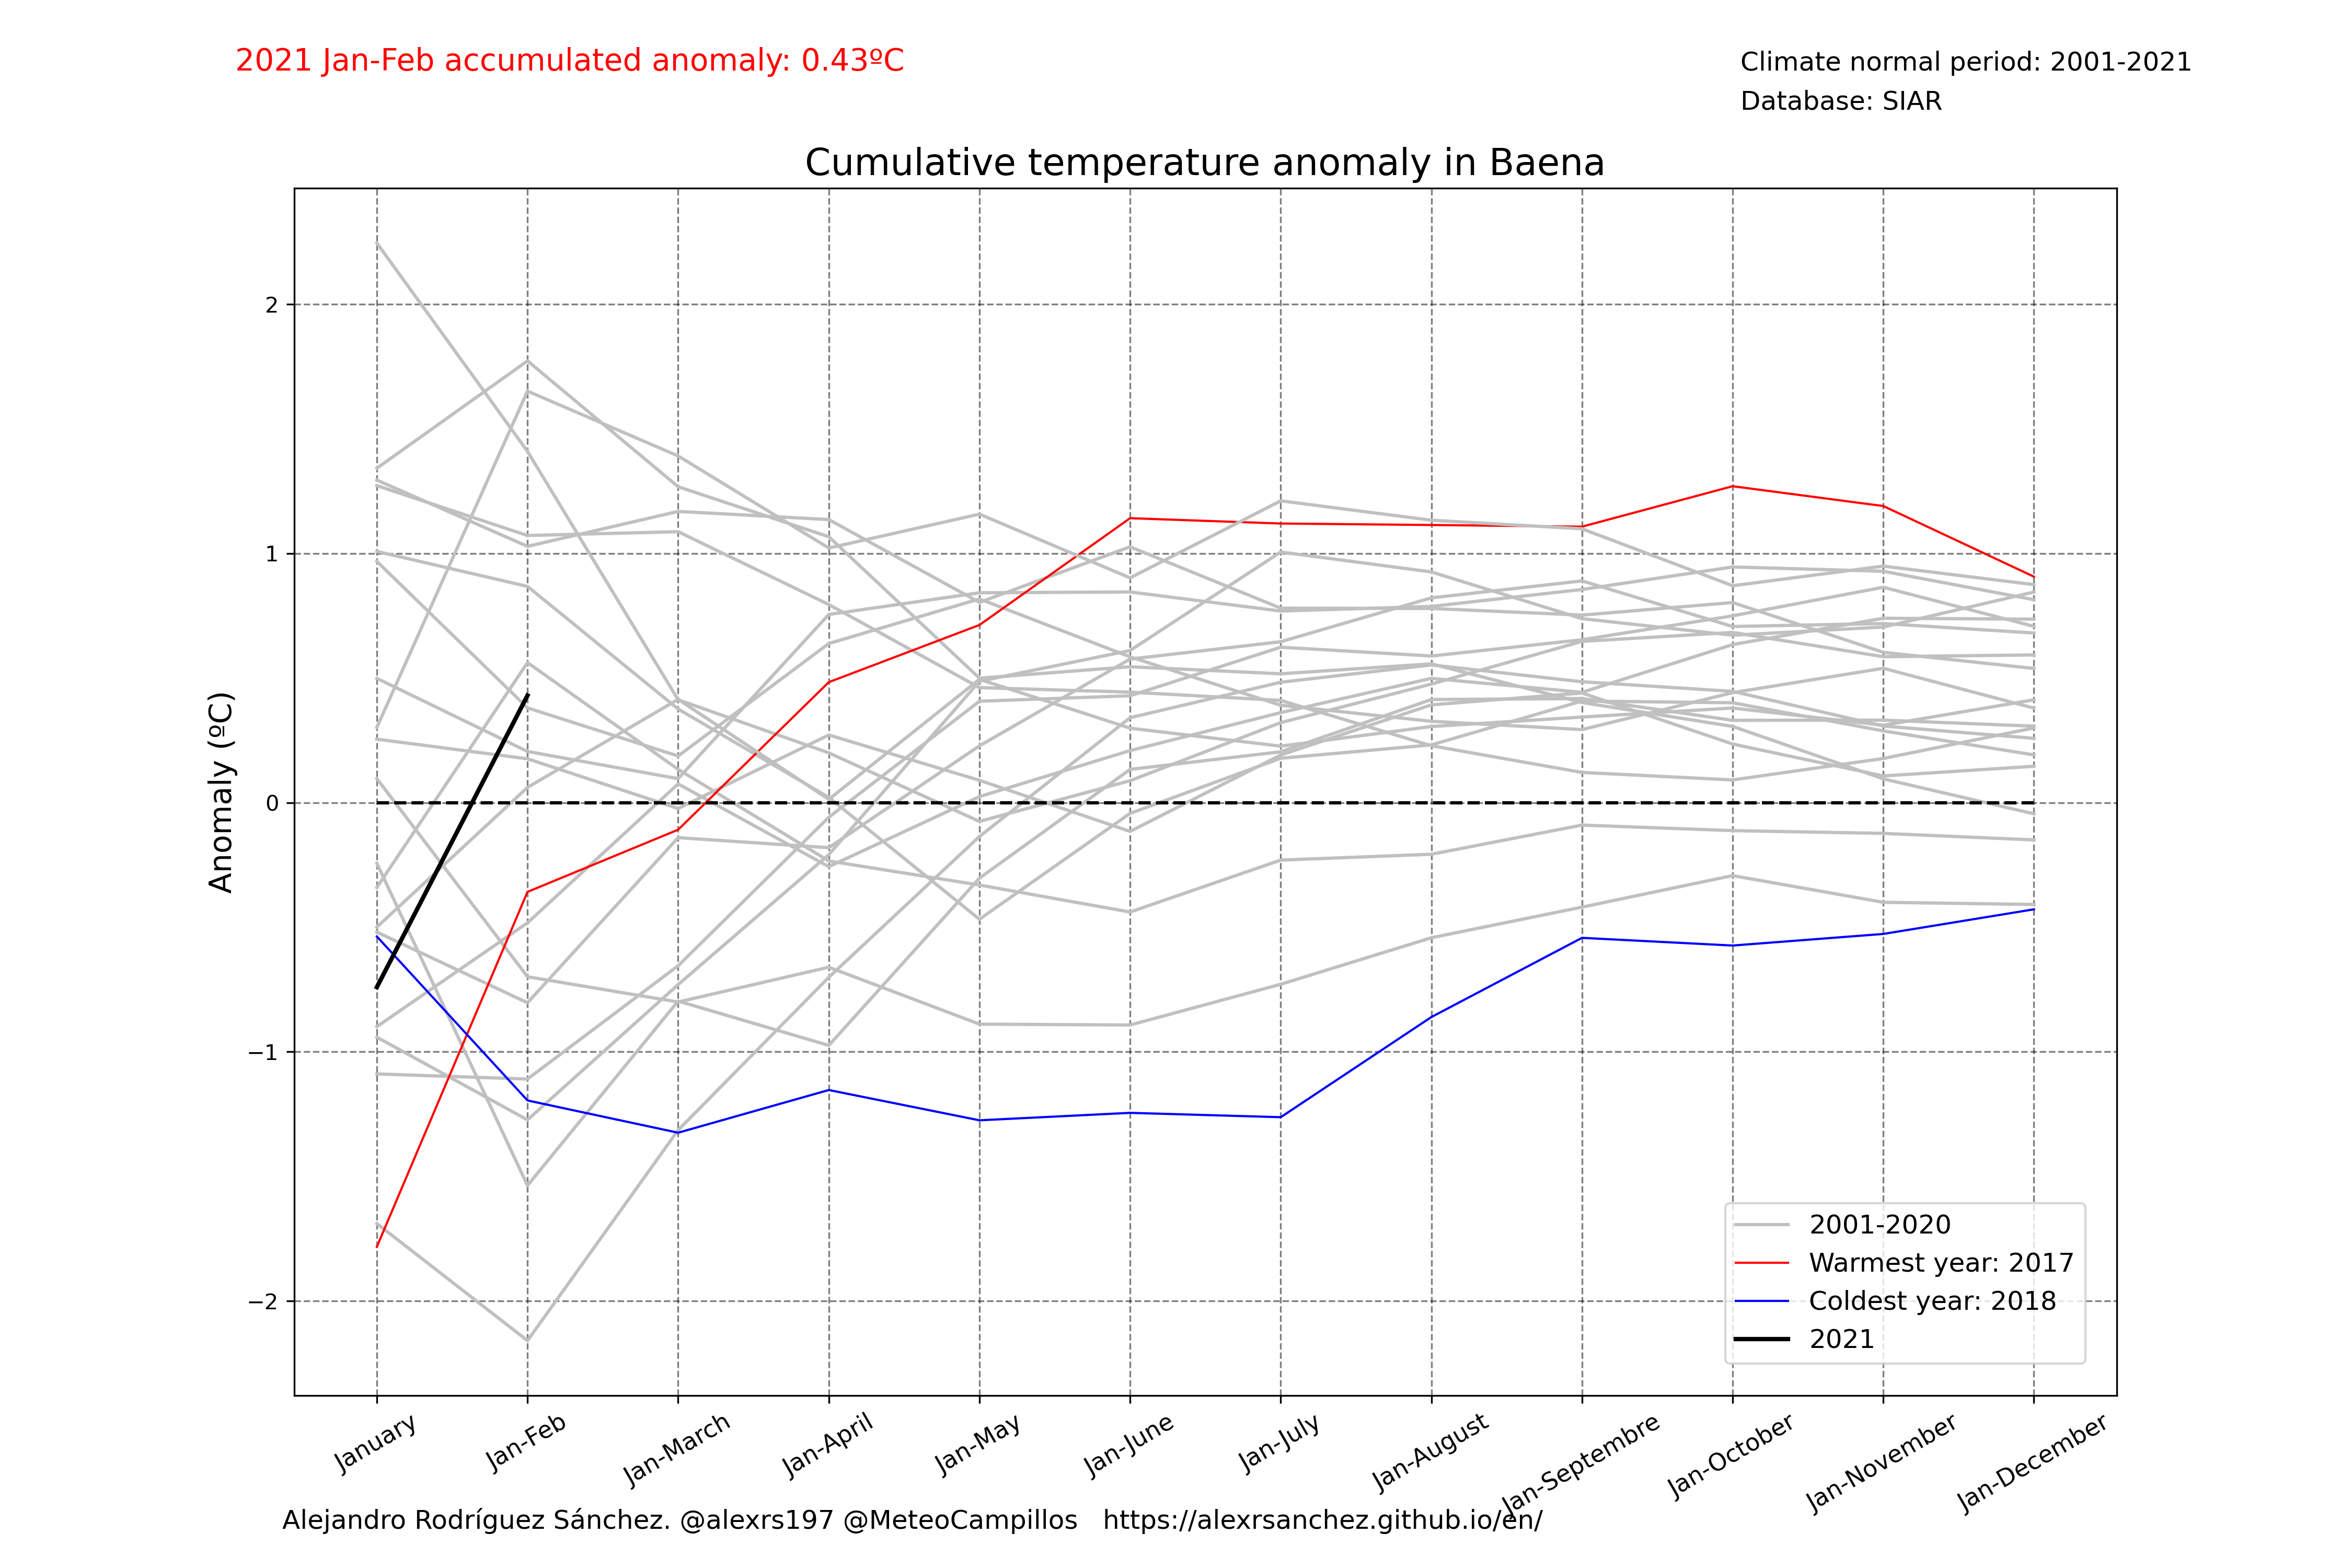 2021 Jan-Feb accumulated anomaly: 0.43ºC
Climate normal period: 2001-2021
Database: SIAR
Cumulative temperature anomaly in Baena
Anomaly (ºC)
2
1
0
−1
−2
2001-2020
Warmest year: 2017
Coldest year: 2018
2021
January
Jan-Feb
Jan-March
Jan-April
Jan-May
Jan-June
Jan-July
Jan-August
Jan-Septembre
Jan-October
Jan-November
Jan-December
Alejandro Rodríguez Sánchez. @alexrs197 @MeteoCampillos https://alexrsanchez.github.io/en/